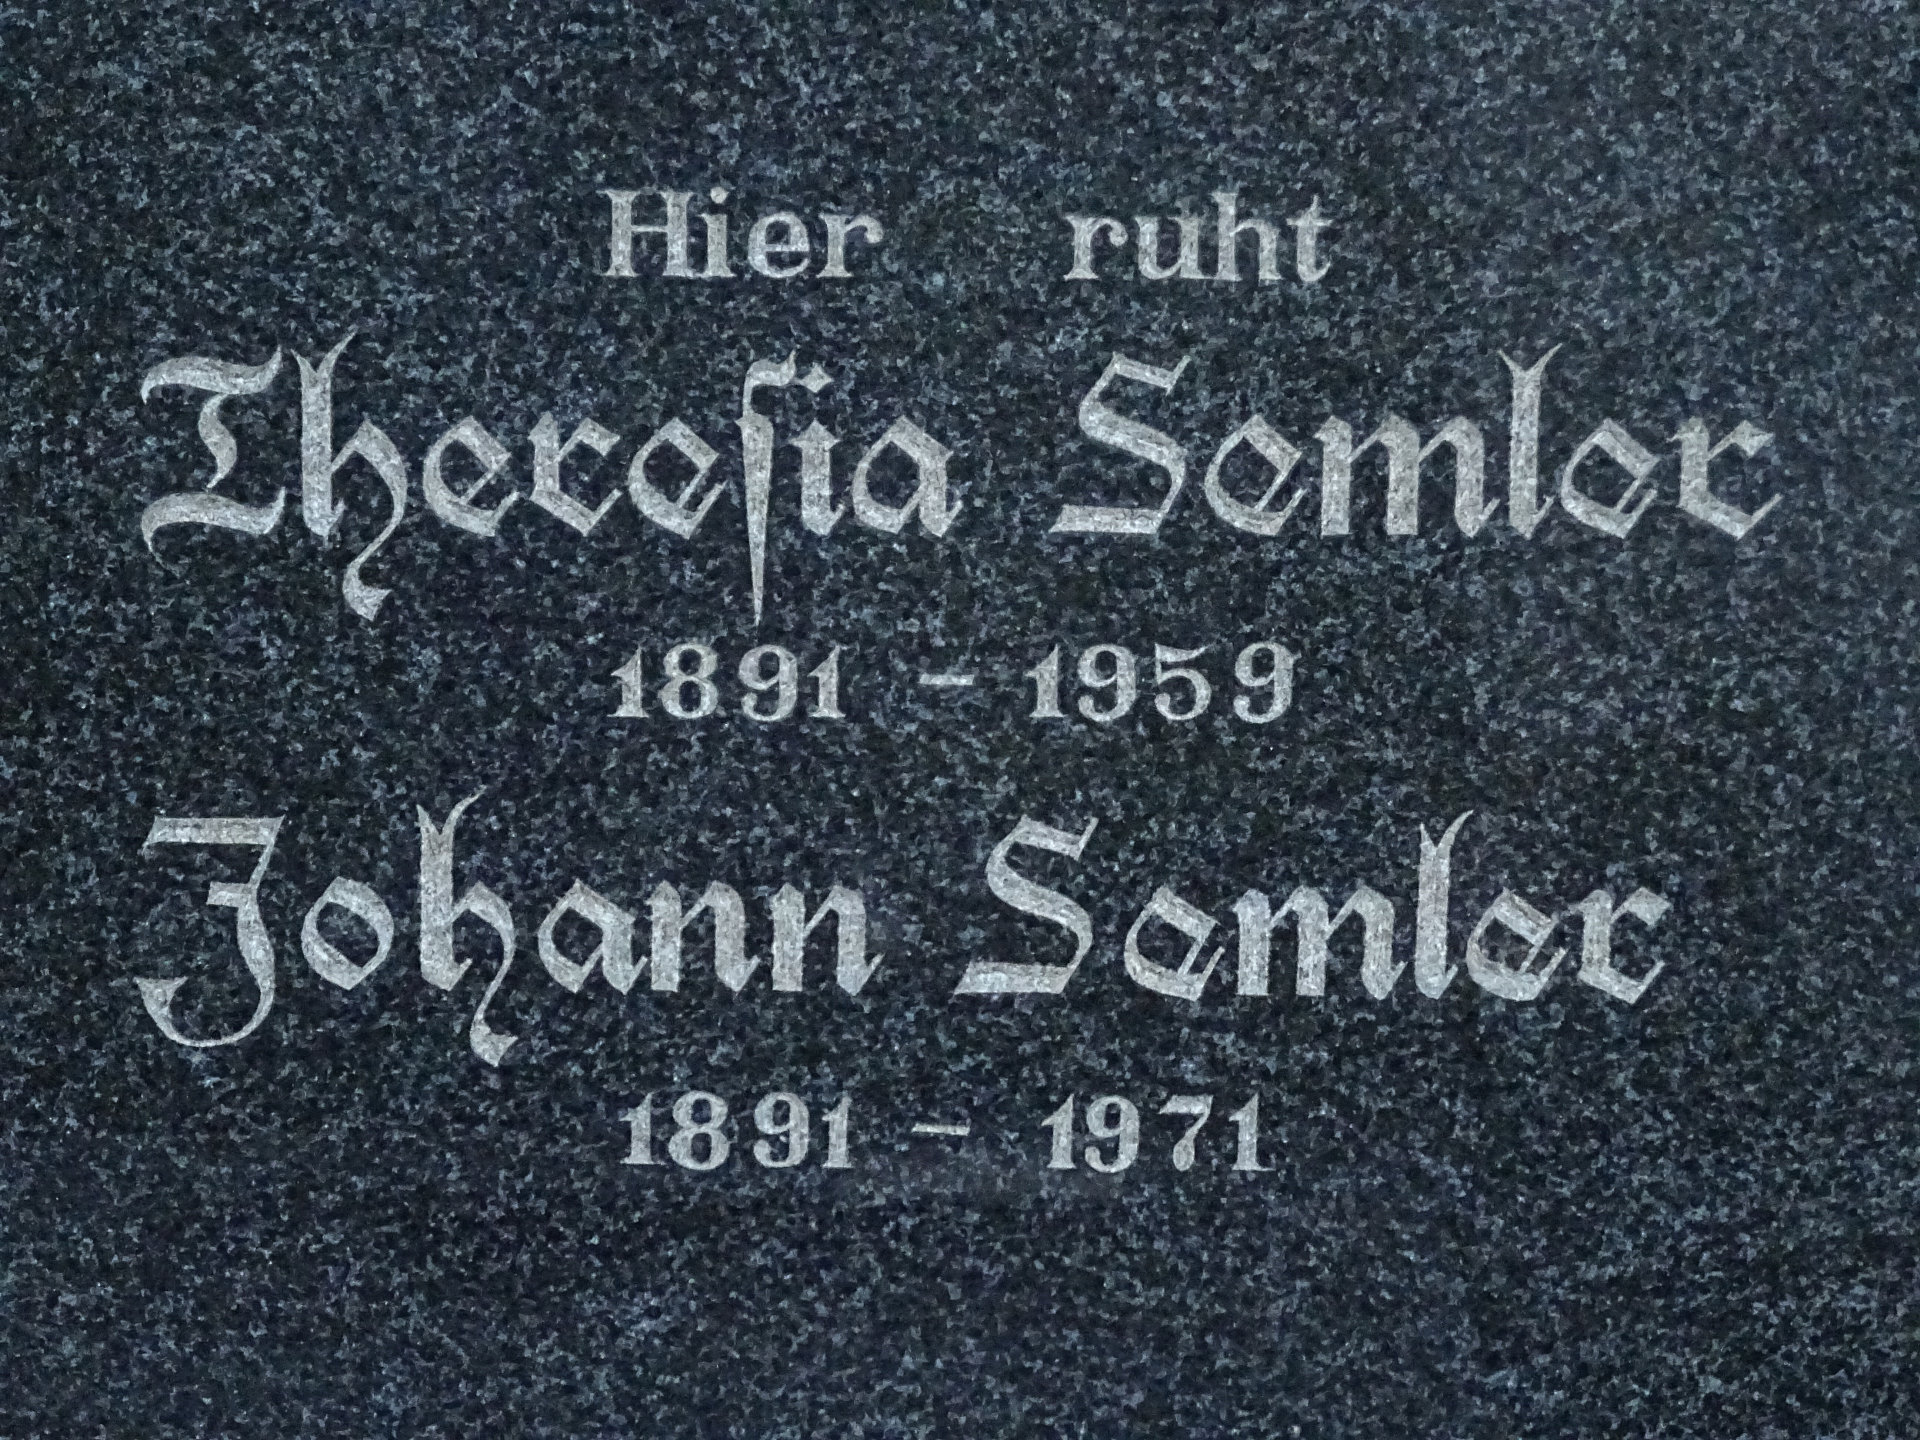 Hier ruht
Thereſia Semler
1891 – 1959
Johann Semler
1891 – 1971